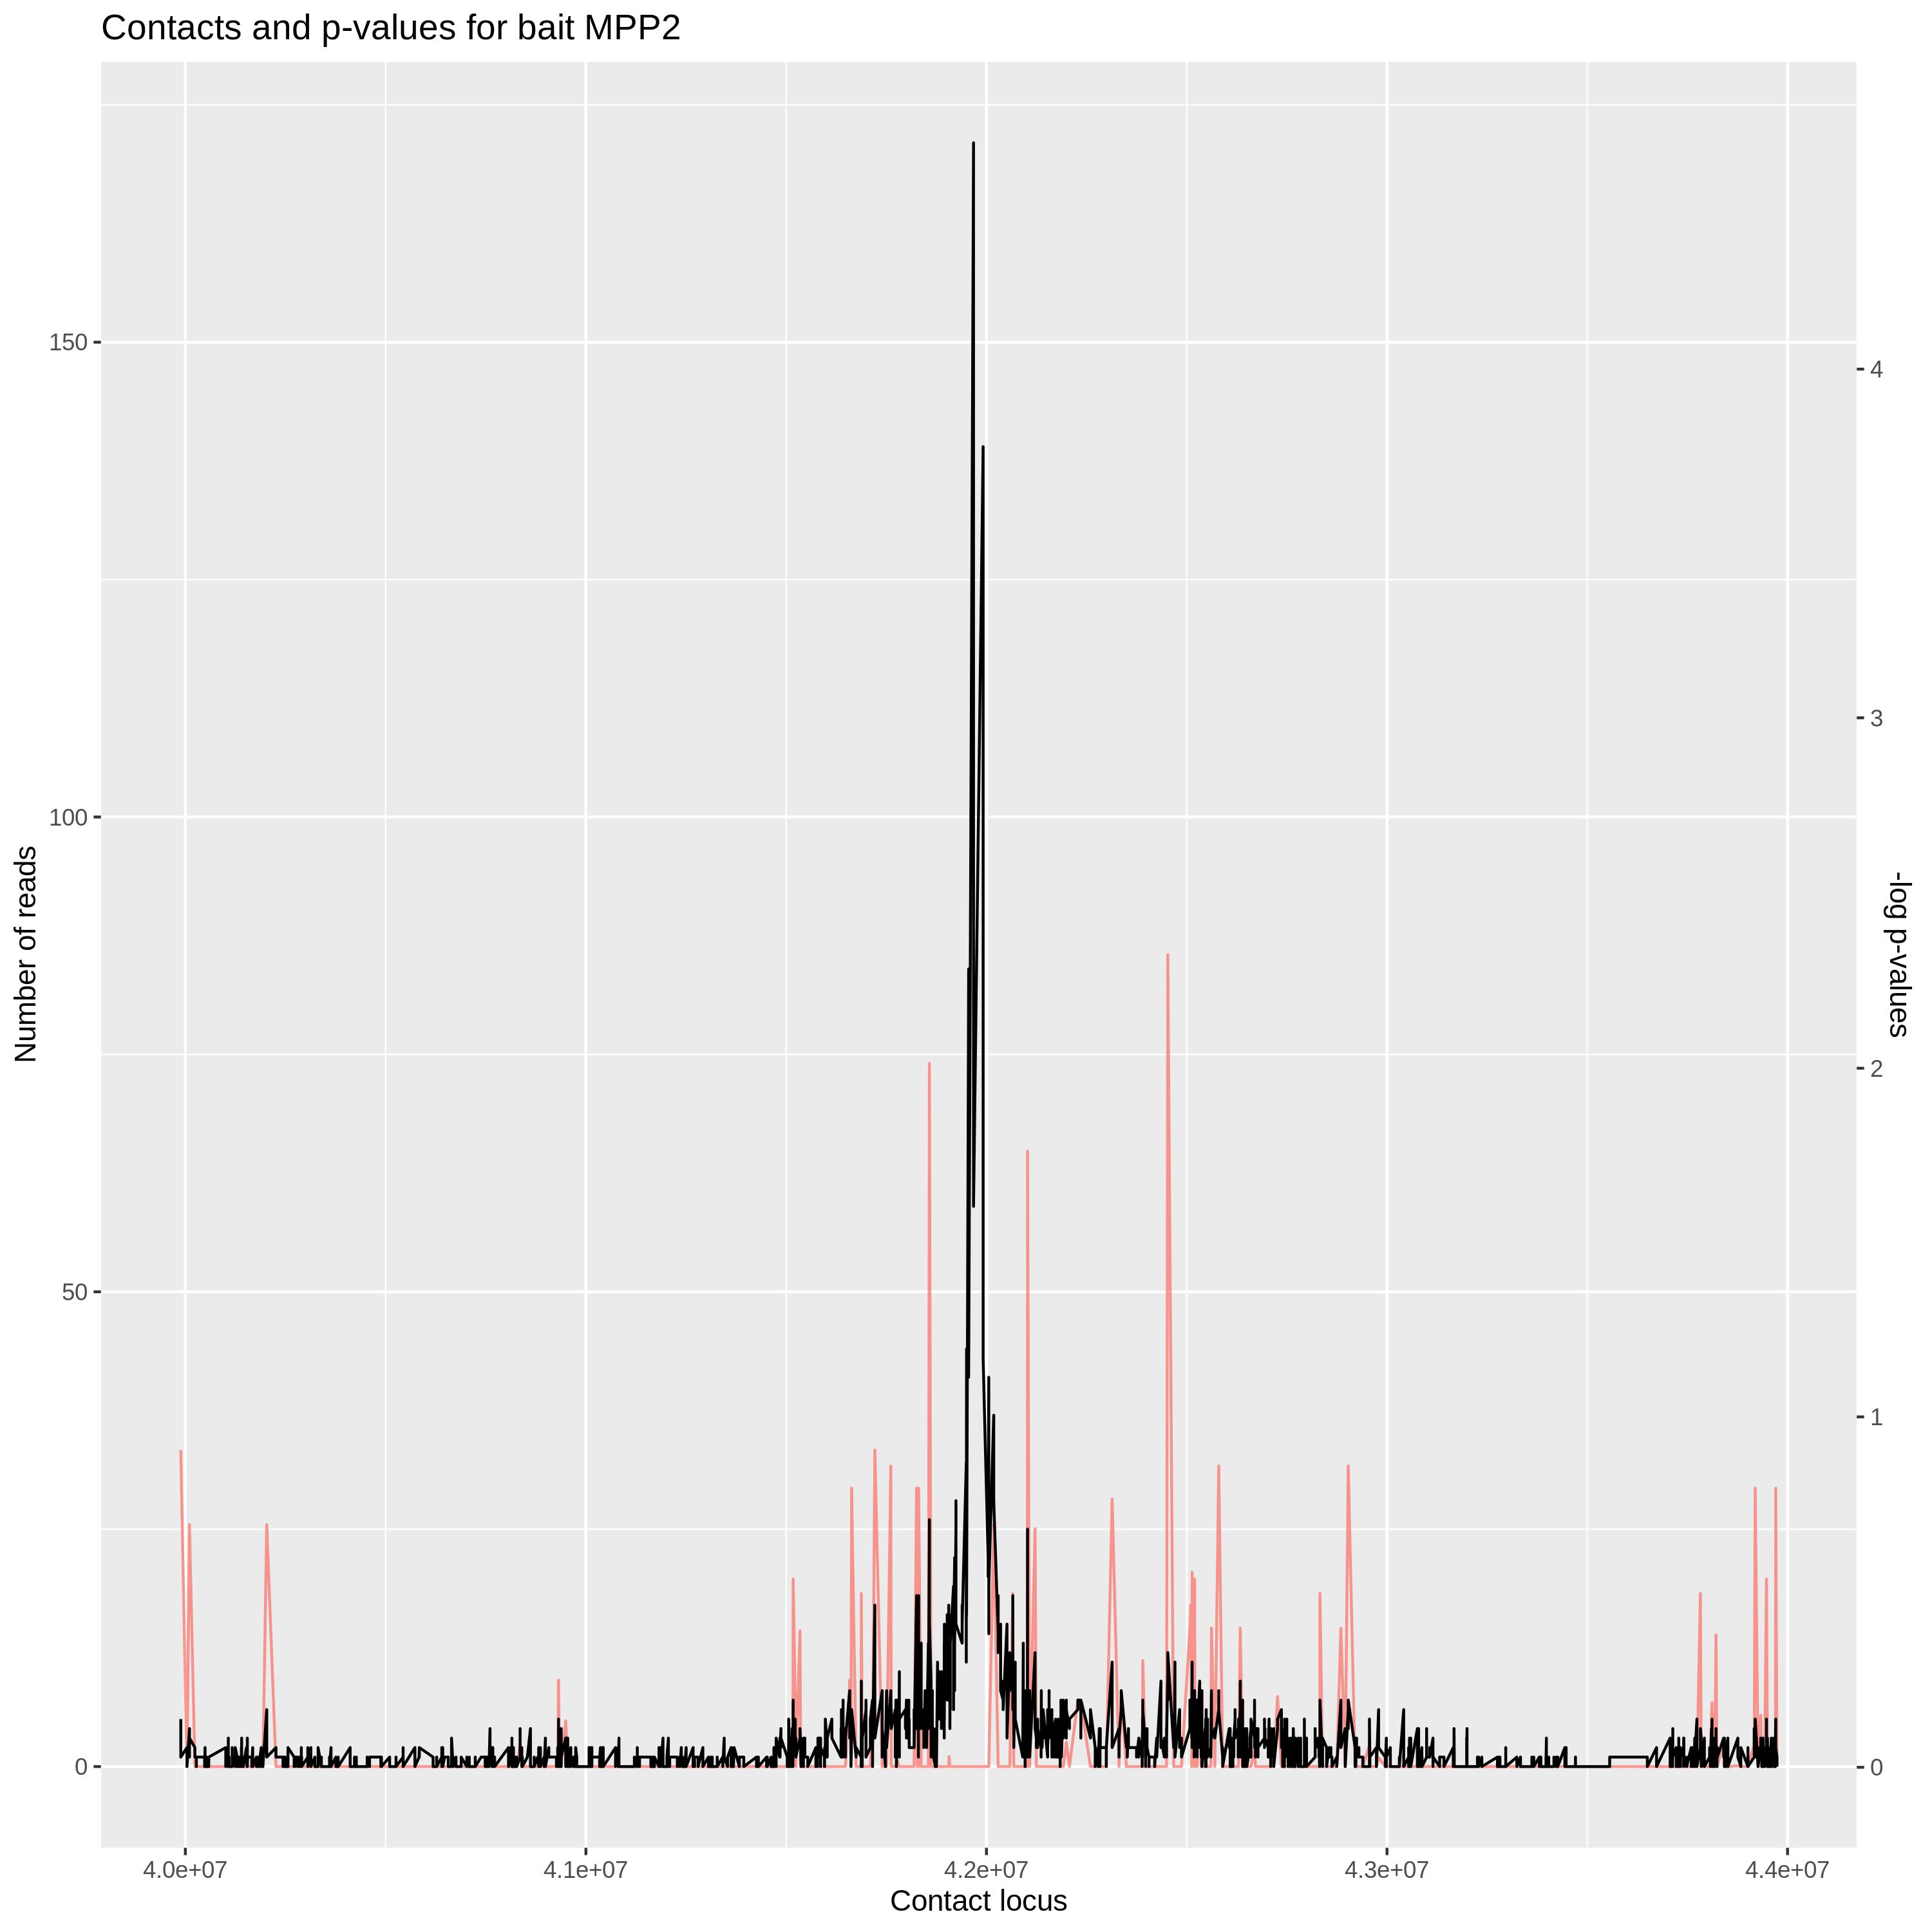 Contacts and p-values for bait MPP2
150
100
50
0
Number of reads
4
3
2
1
0
-log p-values
4.0e+07
4.1e+07
4.2e+07
4.3e+07
4.4e+07
Contact locus